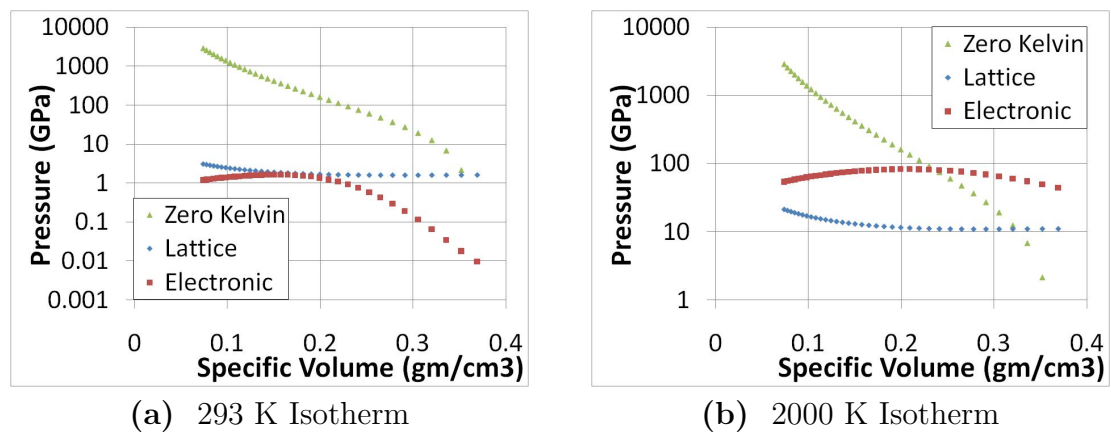 10000
1000
100
10
1
0.1
0.01
0.001
Pressure (GPa)
Zero Kelvin
Lattice
Electronic
0 0.1 0.2 0.3 0.4
Specific Volume (gm/cm3)
(a) 293 K Isotherm
10000
1000
100
10
1
Pressure (GPa)
Zero Kelvin
Lattice
Electronic
0 0.1 0.2 0.3 0.4
Specific Volume (gm/cm3)
(b) 2000 K Isotherm